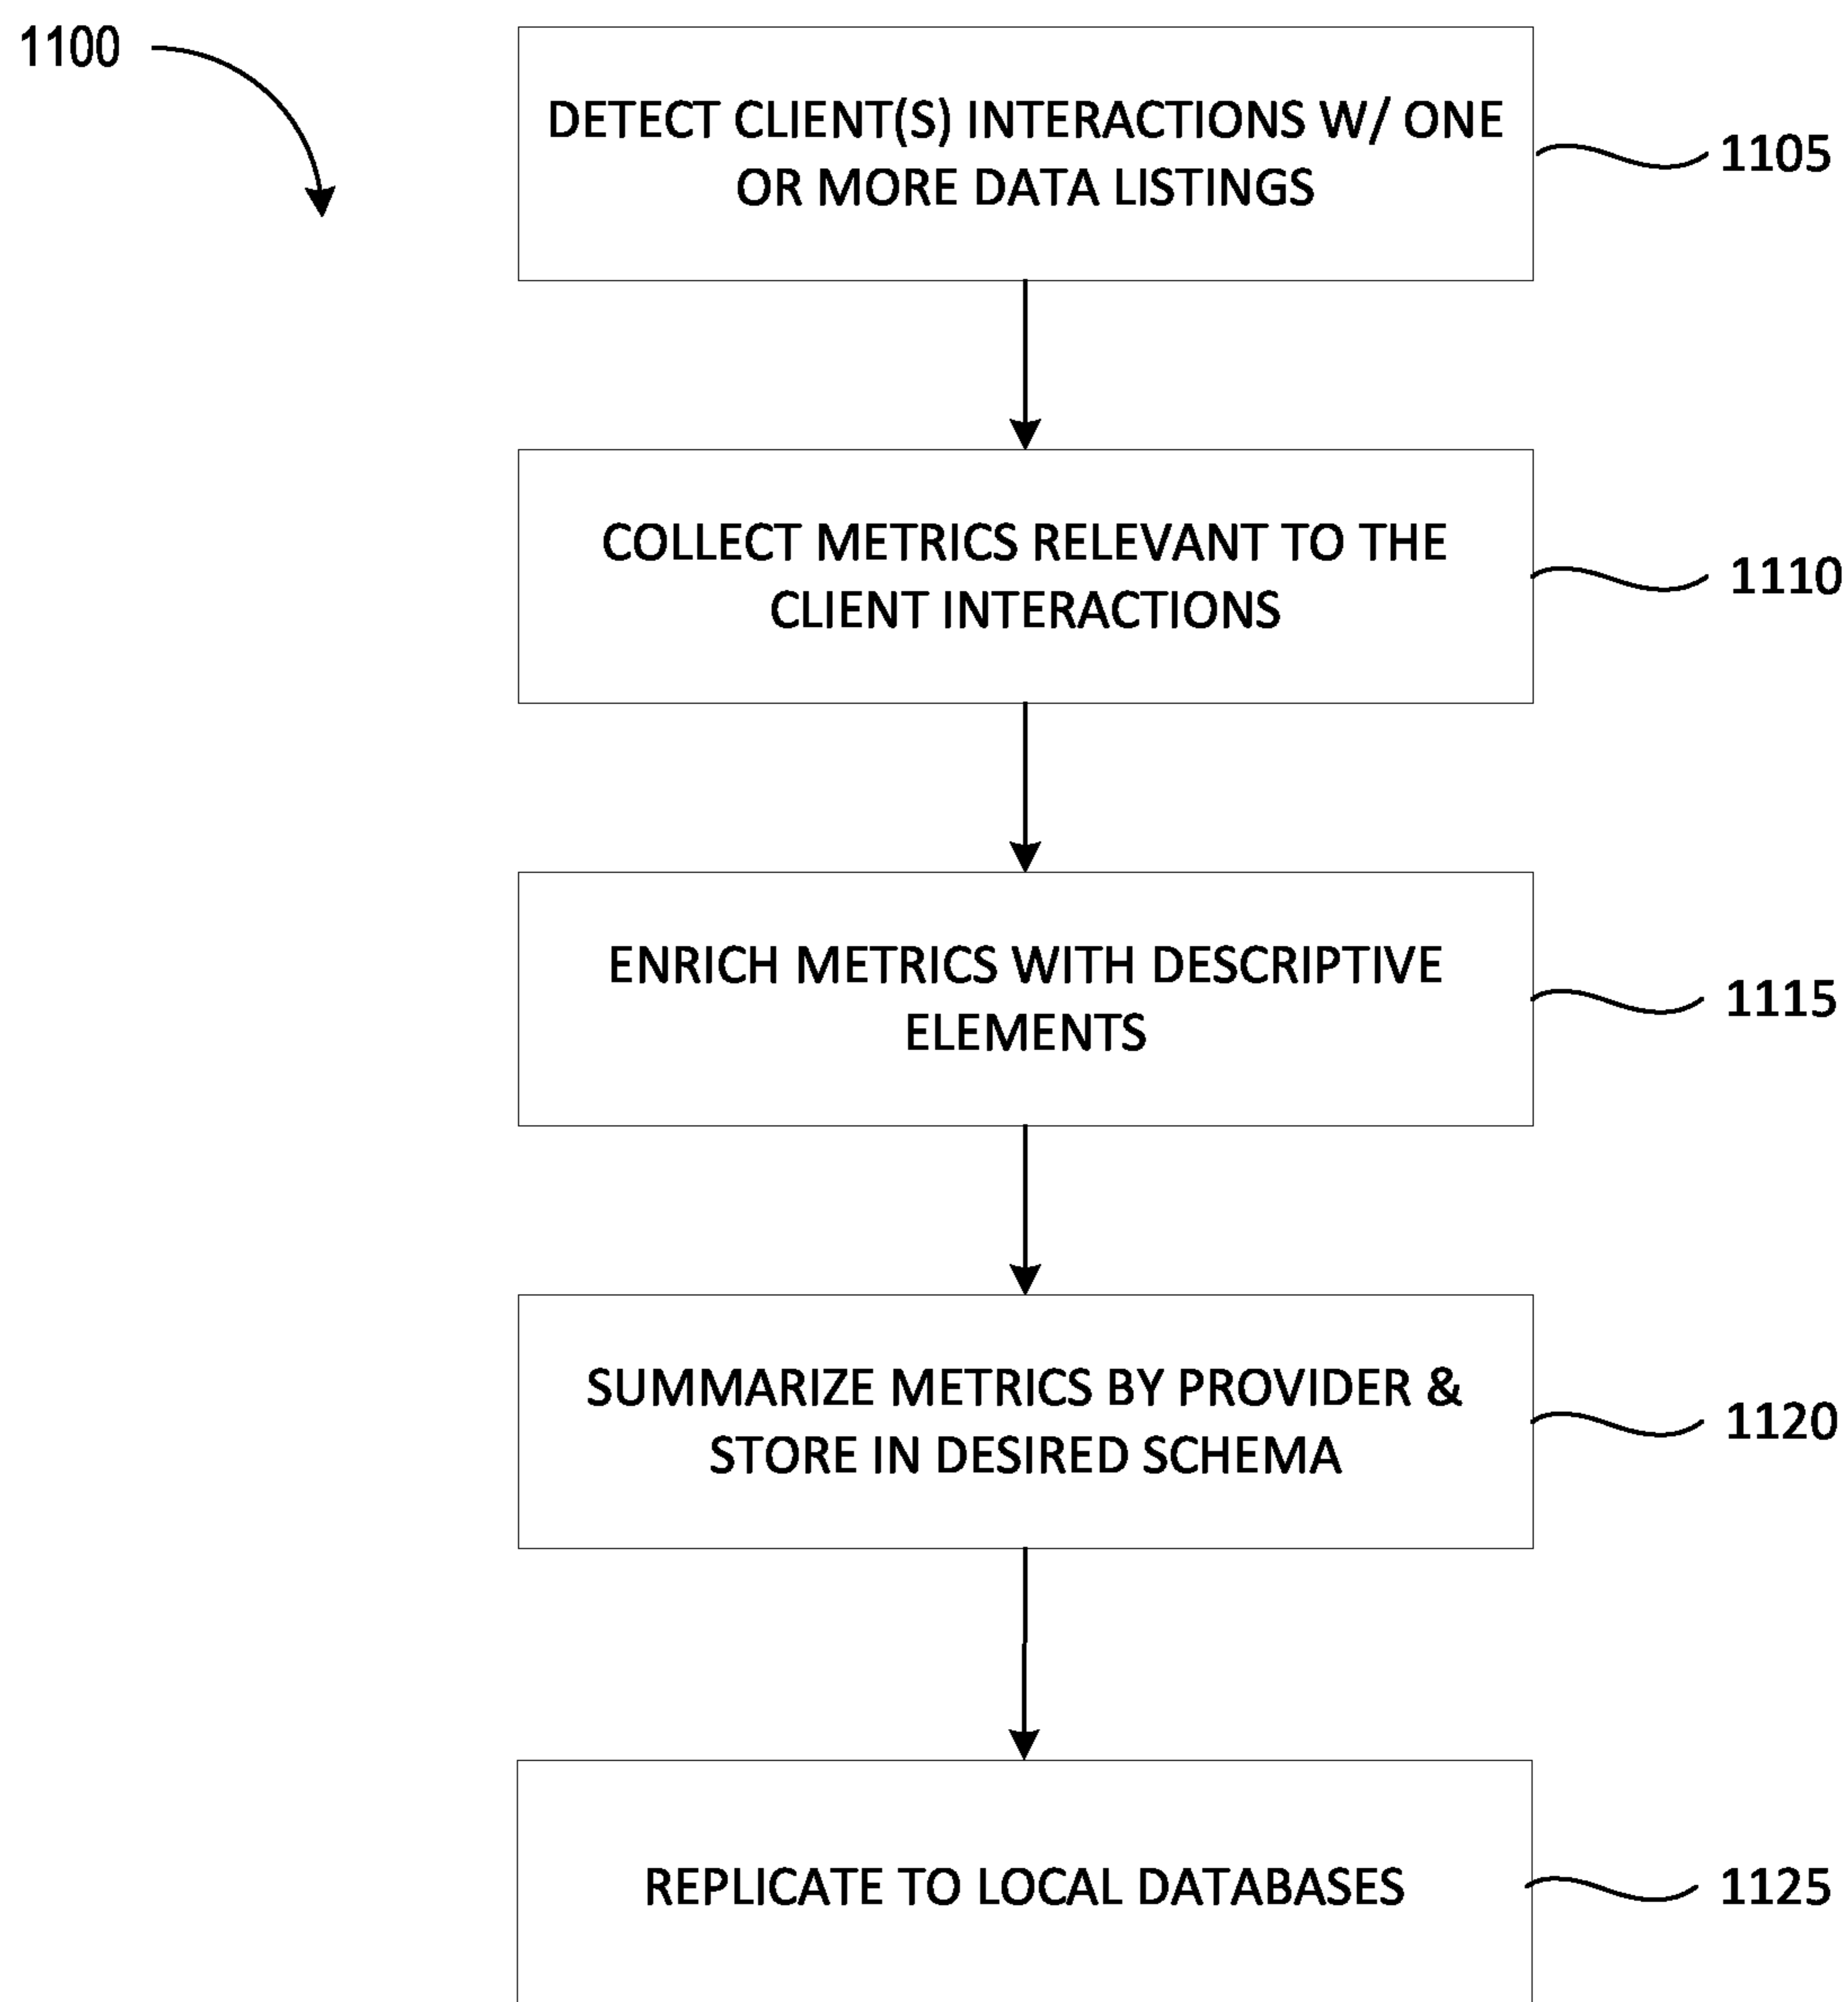 1100
DETECT CLIENT(S) INTERACTIONS W/ ONE
OR MORE DATA LISTINGS
1105
COLLECT METRICS RELEVANT TO THE
CLIENT INTERACTIONS
1110
ENRICH METRICS WITH DESCRIPTIVE
ELEMENTS
1115
SUMMARIZE METRICS BY PROVIDER &
STORE IN DESIRED SCHEMA
1120
REPLICATE TO LOCAL DATABASES
1125